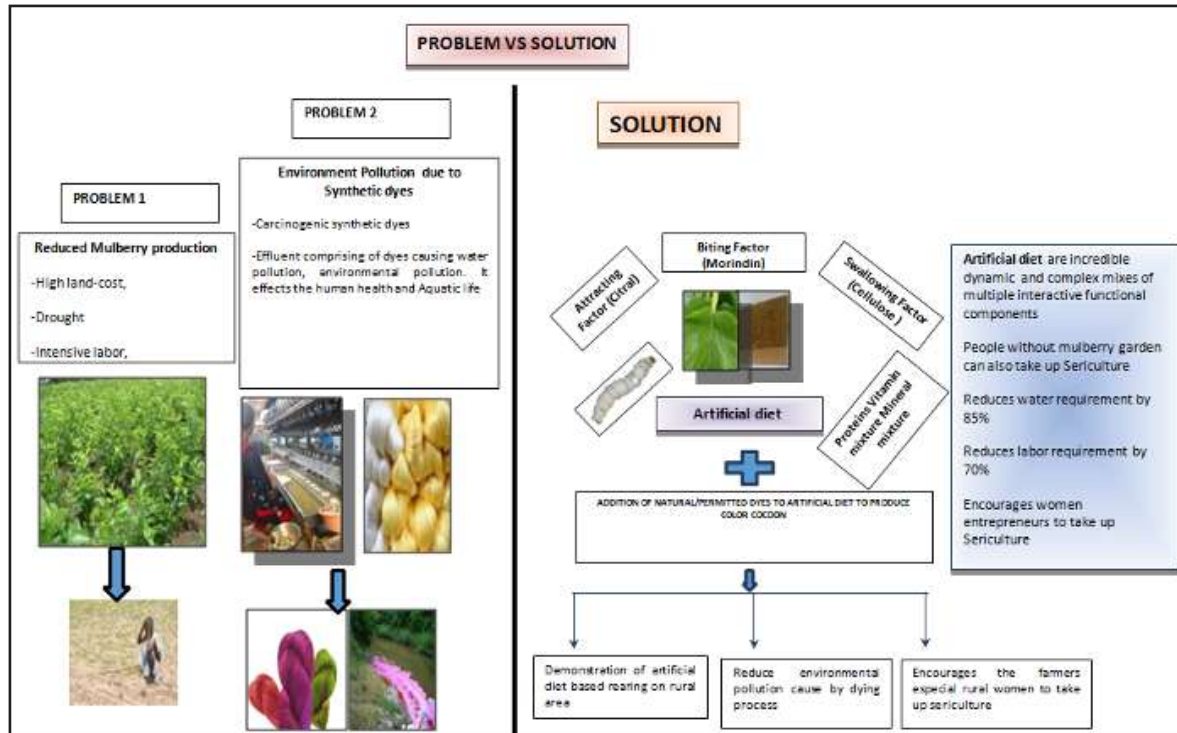 PROBLEM VS SOLUTION
PROBLEM 2
Environment Pollution due to
Synthetic dyes
-Carcinogenic synthetic dyes
-Effluent comprising of dyes causing water
pollution, environmental pollution. It
effects the human health and Aquatic life
PROBLEM 1
Reduced Mulberry production
-High land-cost,
-Drought
-Intensive labor,
SOLUTION
Biting Factor
(Morindin)
Attracting
Factor (Citral)
Swallowing Factor
(Cellulose )
Proteins Vitamin
mixture Mineral
mixture
Artificial diet
ADDITION OF NATURAL/PERMITTED DYES TO ARTIFICIAL DIET TO PRODUCE
COLOR COCOON
Artificial diet are incredible
dynamic and complex mixes of
multiple interactive functional
components
People without mulberry garden
can also take up Sericulture
Reduces water requirement by
85%
Reduces labor requirement by
70%
Encourages women
entrepreneurs to take up
Sericulture
Demonstration of artificial
diet based rearing on rural
area
Reduce environmental
pollution cause by dying
process
Encourages the farmers
especial rural women to take
up sericulture